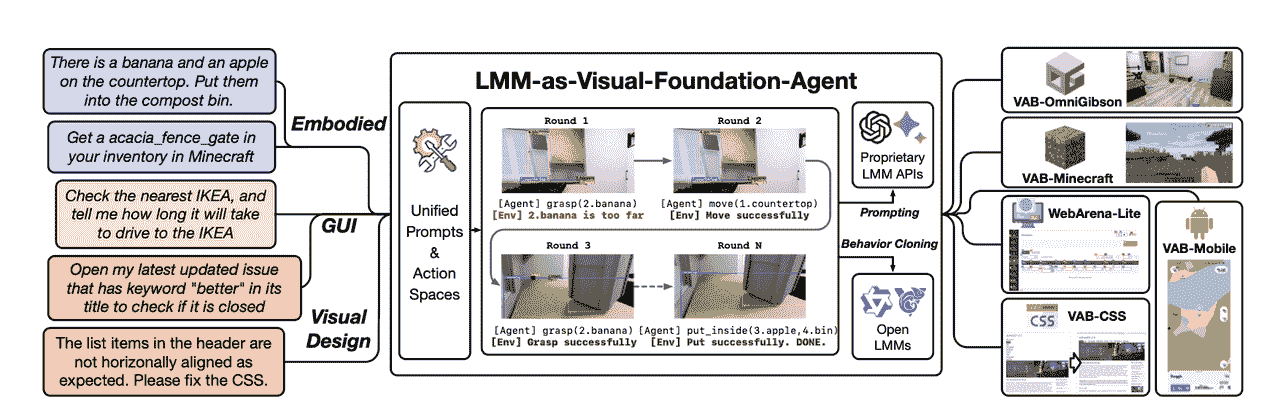 There is a banana and an apple
on the countertop. Put them
into the compost bin.
Get a acacia_fence_gate in
your inventory in Minecraft
Check the nearest IKEA, and
tell me how long it will take
to drive to the IKEA
Open my latest updated issue
that has keyword "better" in its
title to check if it is closed
The list items in the header are
not horizonally aligned as
expected. Please fix the CSS.
Embodied
GUI
Visual
Design
LMM-as-Visual-Foundation-Agent
Unified
Prompts
&
Action
Spaces
Round 1
[Agent] grasp(2.banana)
[Env] 2.banana is too far
Round 2
[Agent] move(1.countertop)
[Env] Move successfully
Round 3
[Agent] grasp(2.banana)
[Env] Grasp successfully
Round N
[Agent] put_inside(3.apple,4.bin)
[Env] Put successfully. DONE.
Proprietary
LMM APIs
Prompting
Behavior Cloning
Open
LMMs
VAB-OmniGibson
VAB-Minecraft
WebArena-Lite
VAB-Mobile
VAB-CSS
CSS